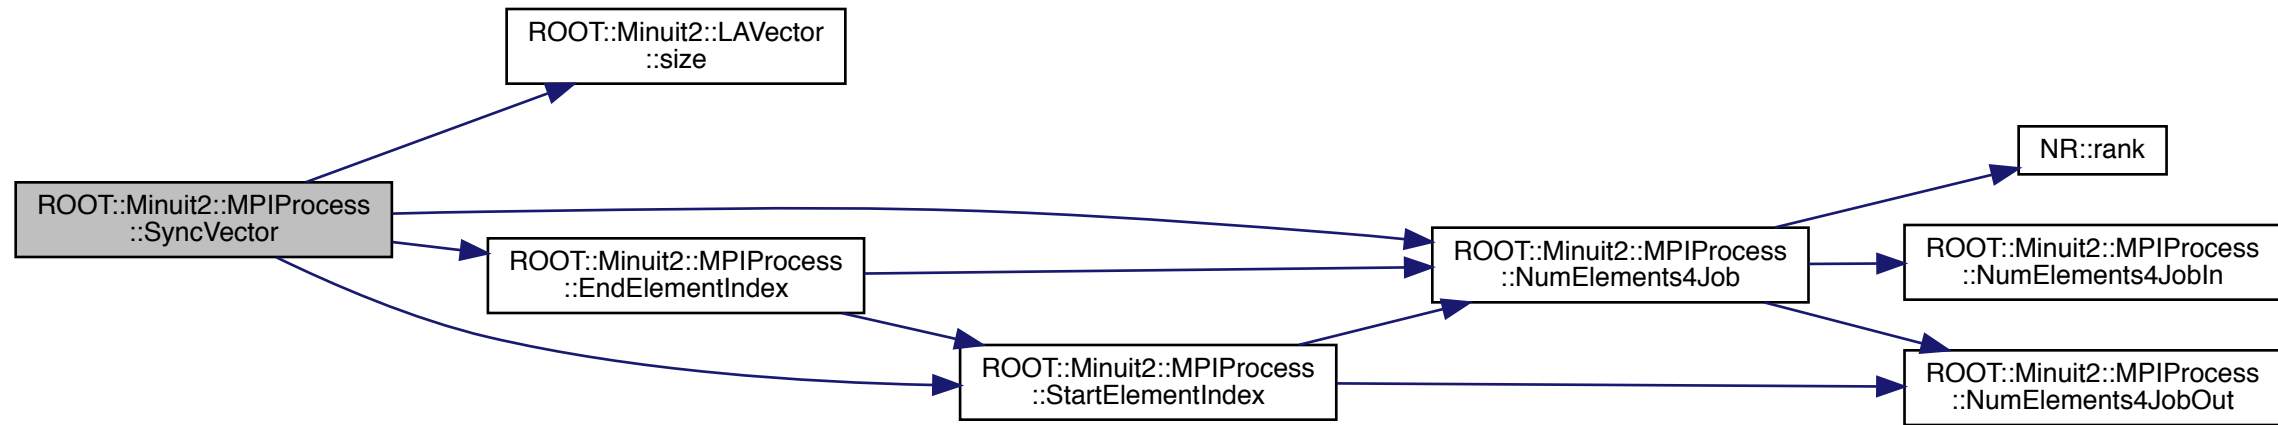 ROOT::Minuit2::LAVector
::size
NR::rank
ROOT::Minuit2::MPIProcess
::SyncVector
ROOT::Minuit2::MPIProcess
::EndElementIndex
ROOT::Minuit2::MPIProcess
::NumElements4Job
ROOT::Minuit2::MPIProcess
::NumElements4JobIn
ROOT::Minuit2::MPIProcess
::StartElementIndex
ROOT::Minuit2::MPIProcess
::NumElements4JobOut